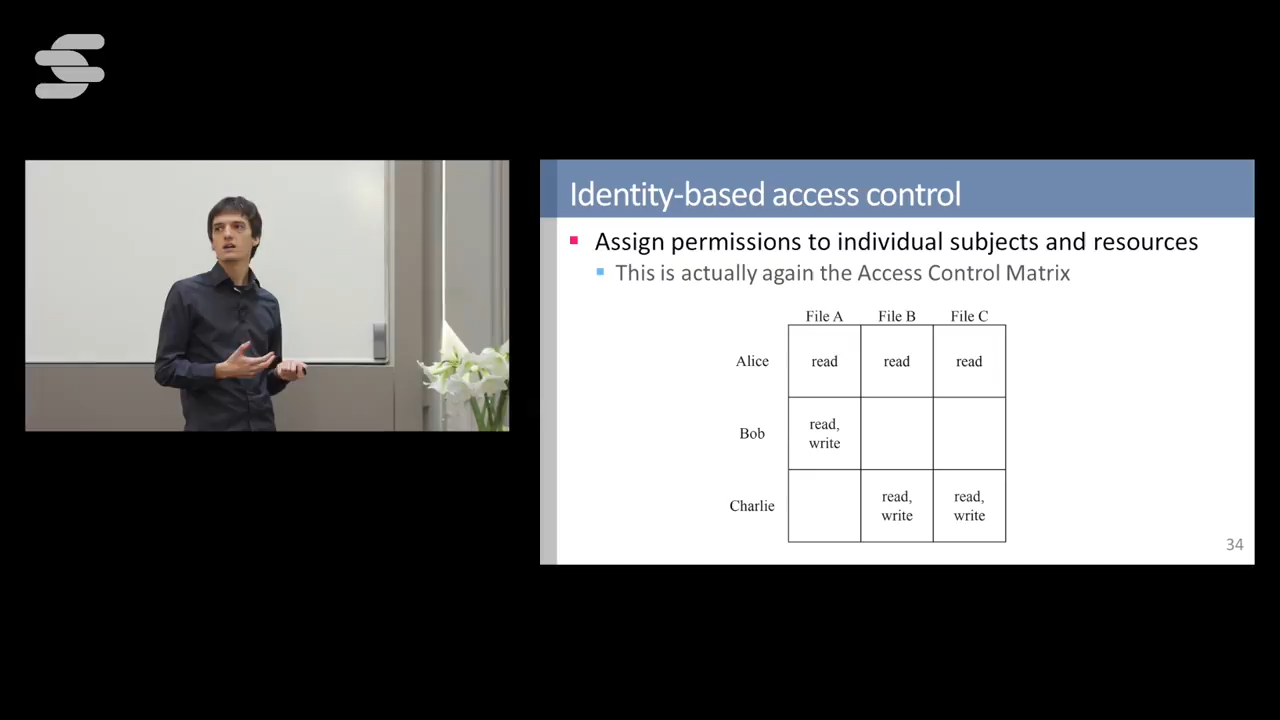 Identity-based access control
Assign permissions to individual subjects and resources
This is actually again the Access Control Matrix
File A File B File C
Alice read read read
Bob read,
write
Charlie read, read,
write write
34